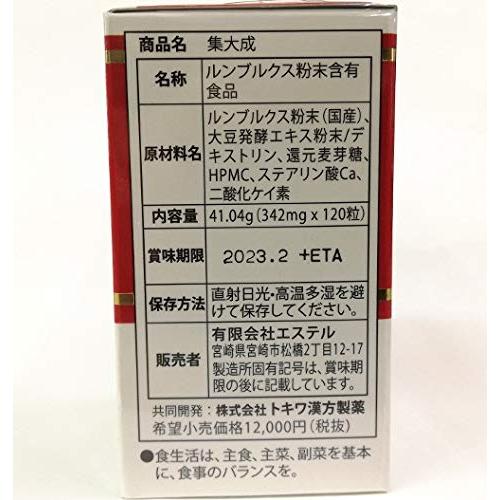 商品名 集大成
名称 ルンブルクス粉末含有
食品
原材料名 ルンブルクス粉末(国産)、
大豆発酵エキス粉末/デ
キストリン、還元麦芽糖、
HPMC、ステアリン酸Ca、
二酸化ケイ素
内容量 41.04g(342mg x 120粒)
賞味期限 2023.2 +ETA
保存方法 直射日光・高温多湿を避
けて保存してください。
販売者 有限会社エステル
宮崎県宮崎市松橋2丁目12-17
製造所固有記号は、賞味期
限の後に記載しています。
共同開発:株式会社トキワ漢方製薬
希望小売価格12,000円(税抜)
●食生活は、主食、主菜、副菜を基本
に、食事のバランスを。